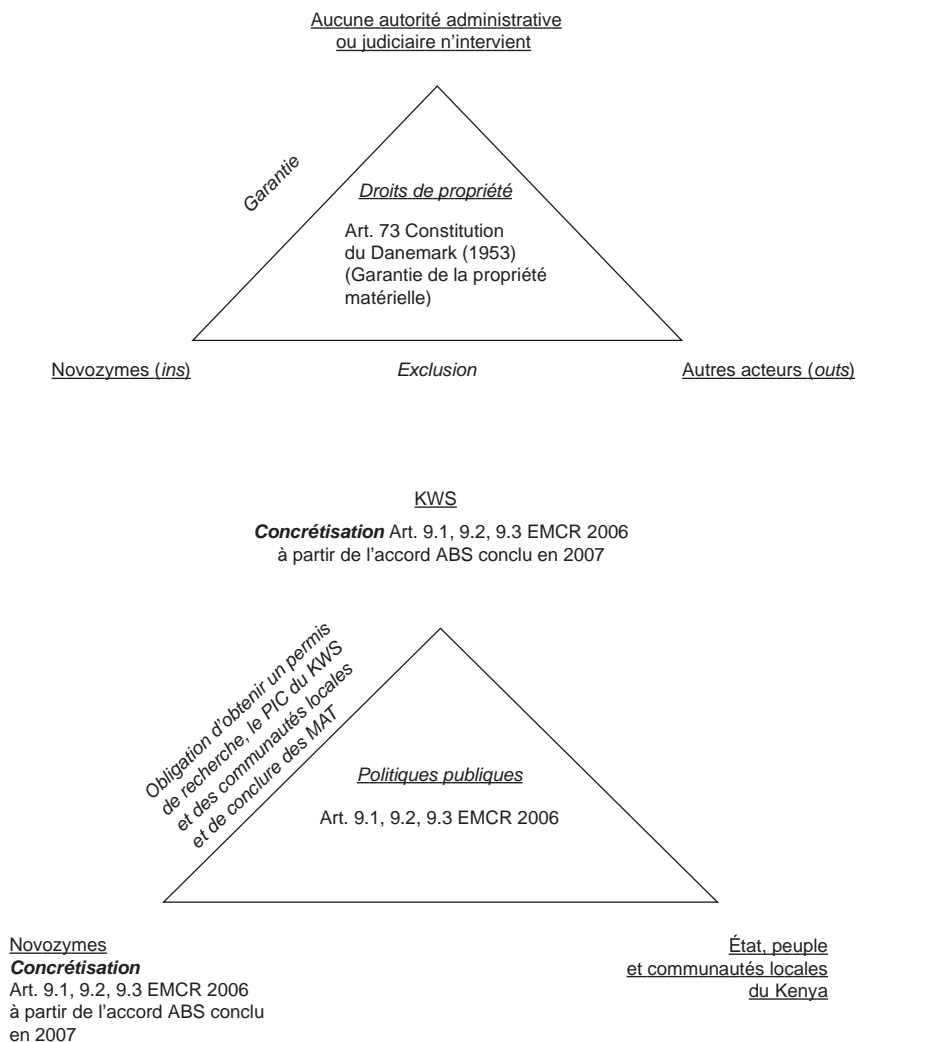 Aucune autorité administrative
ou judiciaire n'intervient
Garantie
Droits de propriété
Art. 73 Constitution
du Danemark (1953)
(Garantie de la propriété
matérielle)
Novozymes (ins)
Exclusion
Autres acteurs (outs)
KWS
Concrétisation Art. 9.1, 9.2, 9.3 EMCR 2006
à partir de l'accord ABS conclu en 2007
Obligation d'obtenir un permis
de recherche, le PIC du KWS
et des communautés locales
et de conclure des MAT
Politiques publiques
Art. 9.1, 9.2, 9.3 EMCR 2006
Novozymes
Concrétisation
Art. 9.1, 9.2, 9.3 EMCR 2006
à partir de l'accord ABS conclu
en 2007
État, peuple
et communautés locales
du Kenya